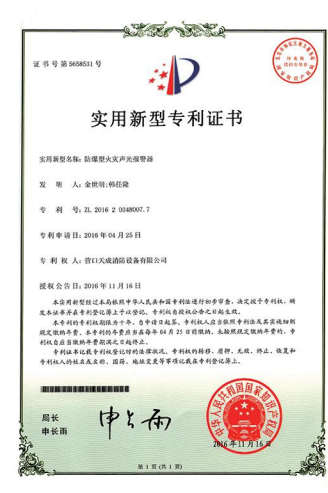 证书号第5658531号
实用新型专利证书
实用新型名称：防爆型火灾声光报警器
发 明 人：金世明;韩任隆
专 利 号：ZL 2016 2 0348007.7
专利申请日：2016年04月25日
专 利 权 人：营口天成消防设备有限公司
授权公告日：2016年11月16日
本实用新型经过本局依照中华人民共和国专利法进行初步审查，决定授予专利权，颁
发本证书并在专利登记簿上予以登记。专利权自授权公告之日起生效。
本专利的专利权期限为十年，自申请日起算。专利权人应当依照专利法及其实施细则
规定缴纳年费。本专利的年费应当在每年04月25日前缴纳。未按照规定缴纳年费的，专
利权自应当缴纳年费期满之日起终止。
专利证书记载专利权登记时的法律状况。专利权的转移、质押、无效、终止、恢复和
专利权人的姓名或名称、国籍、地址变更等事项记载在专利登记簿上。
局长
申长雨
申长雨
中华人民共和国国家知识产权局
2016年11月16日
第1页(共1页)